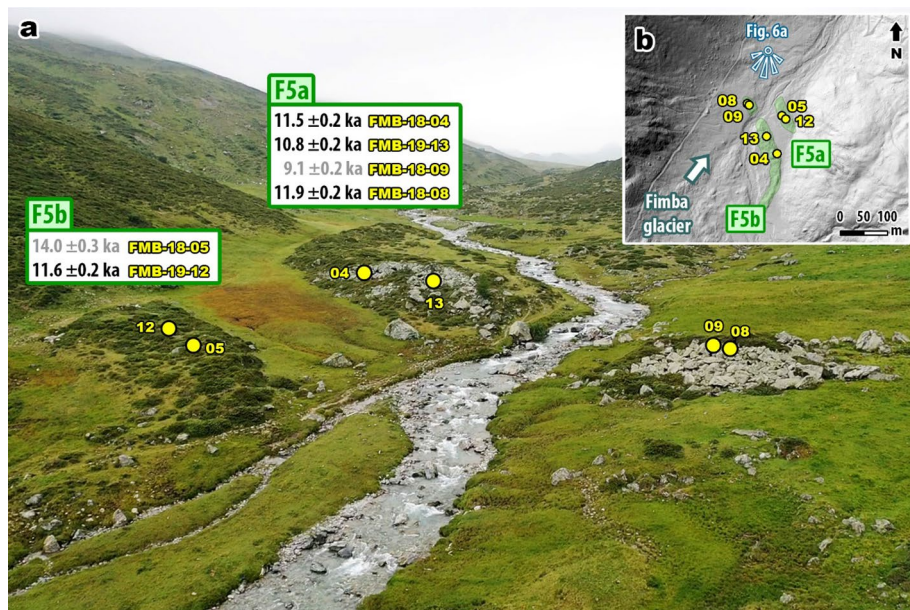 a
F5a
11.5 ±0.2 ka FMB-18-04
10.8 ±0.2 ka FMB-19-13
9.1 ±0.2 ka FMB-18-09
11.9 ±0.2 ka FMB-18-08
F5b
14.0 ±0.3 ka FMB-18-05
11.6 ±0.2 ka FMB-19-12
04
13
12
05
09 08
b
Fig. 6a
N
08
09
05
12
13
04
F5a
Fimba
glacier
F5b
0 50 100
m